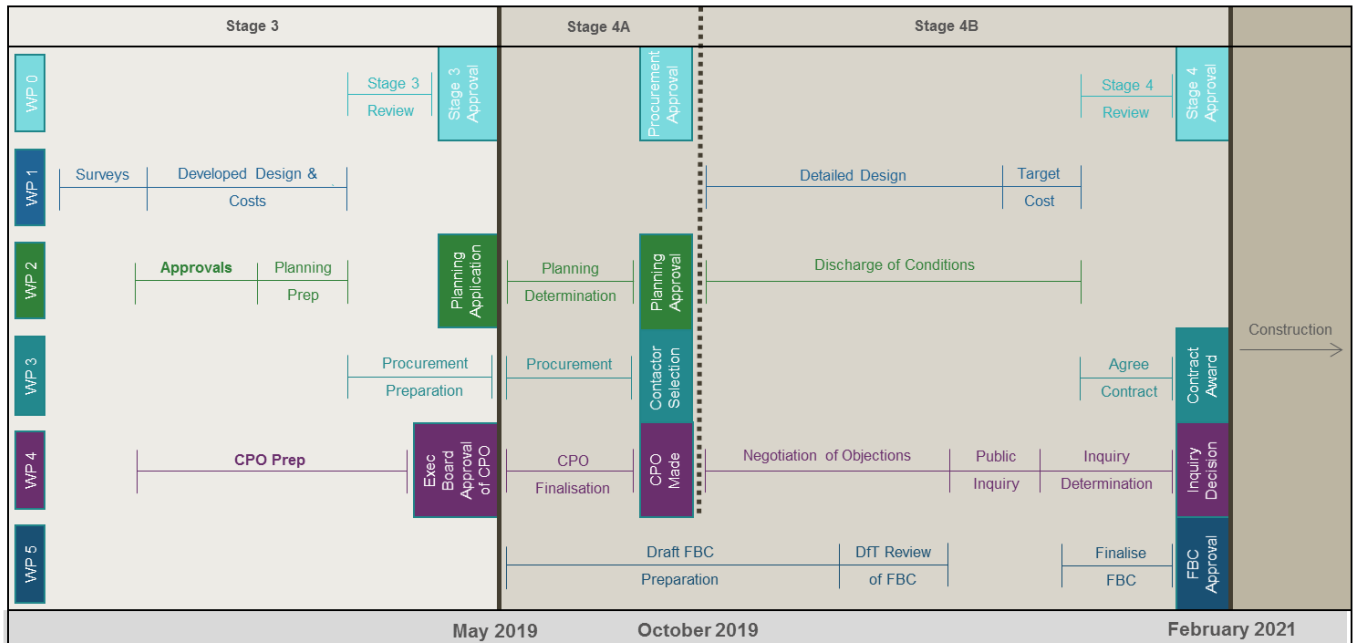 Stage 3
Stage 4A
Stage 4B
WP 0
Stage 3
Review
Stage 3
Approval
Procurement
Approval
Stage 4
Review
Stage 4
Approval
WP 1
Surveys
Developed Design &
Costs
Detailed Design
Target
Cost
WP 2
Approvals
Planning
Prep
Planning
Application
Planning
Determination
Planning
Approval
Discharge of Conditions
Construction
WP 3
Procurement
Preparation
Procurement
Contactor
Selection
Agree
Contract
Contract
Award
WP 4
CPO Prep
Exec
Board
Approval
of CPO
CPO
Finalisation
CPO
Made
Negotiation of Objections
Public
Inquiry
Inquiry
Determination
Inquiry
Decision
WP 5
Draft FBC
Preparation
DfT Review
of FBC
Finalise
FBC
FBC
Approval
May 2019
October 2019
February 2021